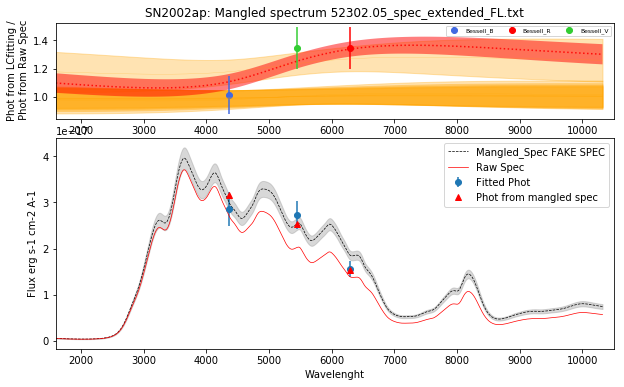 SN2002ap: Mangled spectrum 52302.05_spec_extended_FL.txt
Phot from LCfitting /
Phot from Raw Spec
1.4
1.2
1.0
Bessell_B
Bessell_R
Bessell_V
2000 3000 4000 5000 6000 7000 8000 9000 10000
Flux erg s-1 cm-2 A-1
4
3
2
1
0
Mangled_Spec FAKE SPEC
Raw Spec
Fitted Phot
Phot from mangled spec
2000 3000 4000 5000 6000 7000 8000 9000 10000
Wavelenght